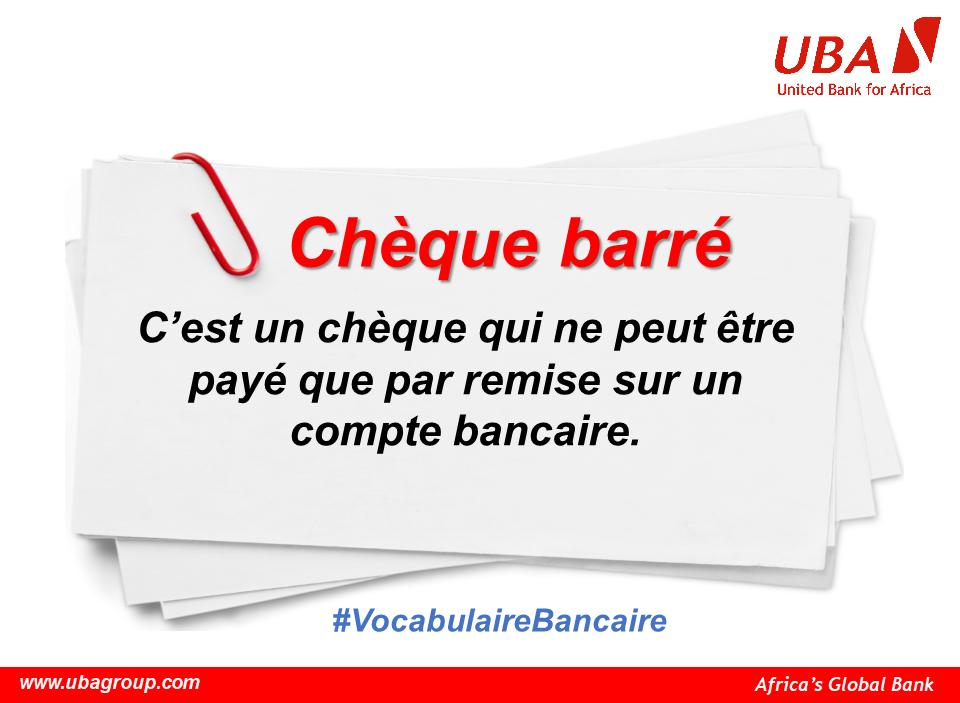 UBA
United Bank for Africa
Chèque barré
C’est un chèque qui ne peut être
payé que par remise sur un
compte bancaire.
#VocabulaireBancaire
www.ubagroup.com
Africa’s Global Bank